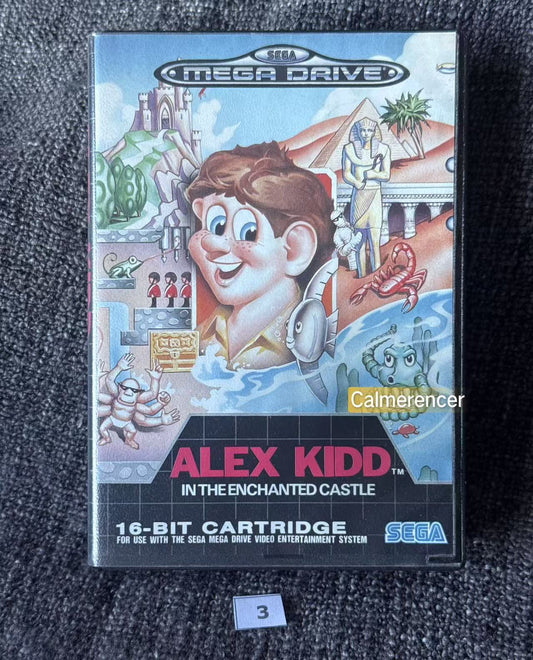 SEGA
MEGA DRIVE
Calmerencer
ALEX KIDD™
IN THE ENCHANTED CASTLE
16-BIT CARTRIDGE
FOR USE WITH THE SEGA MEGA DRIVE VIDEO ENTERTAINMENT SYSTEM
SEGA
3